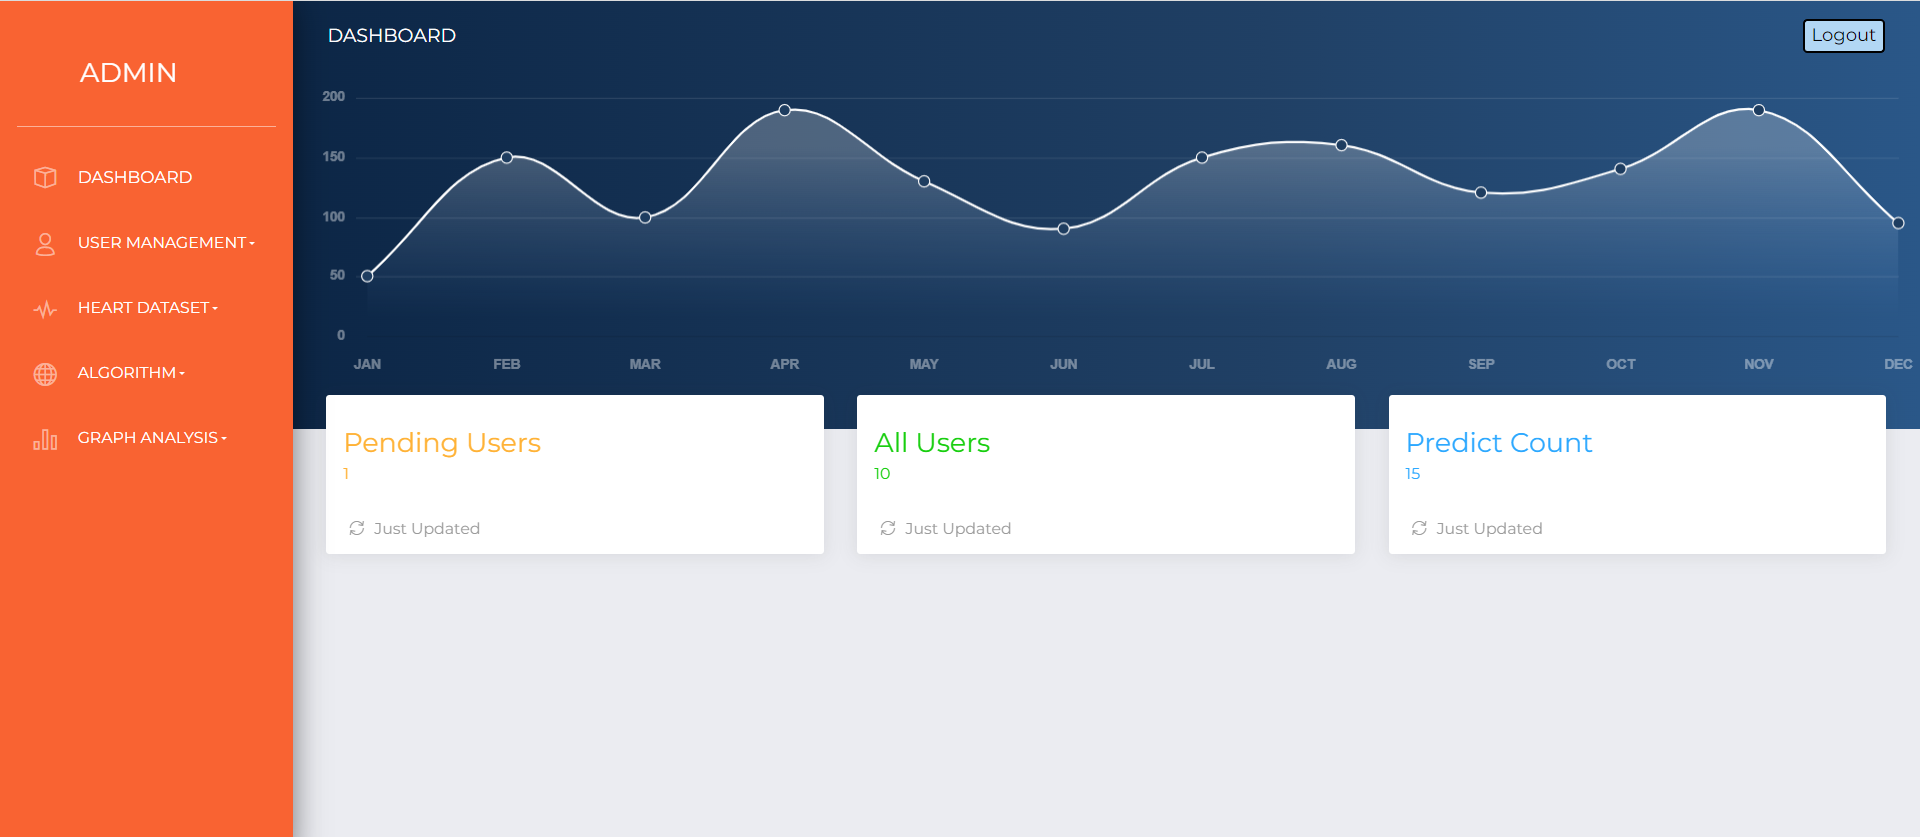 ADMIN
DASHBOARD
USER MANAGEMENT
HEART DATASET
ALGORITHM
GRAPH ANALYSIS
DASHBOARD
Logout
200
150
100
50
0
JAN FEB MAR APR MAY JUN JUL AUG SEP OCT NOV DEC
Pending Users
1
Just Updated
All Users
10
Just Updated
Predict Count
15
Just Updated